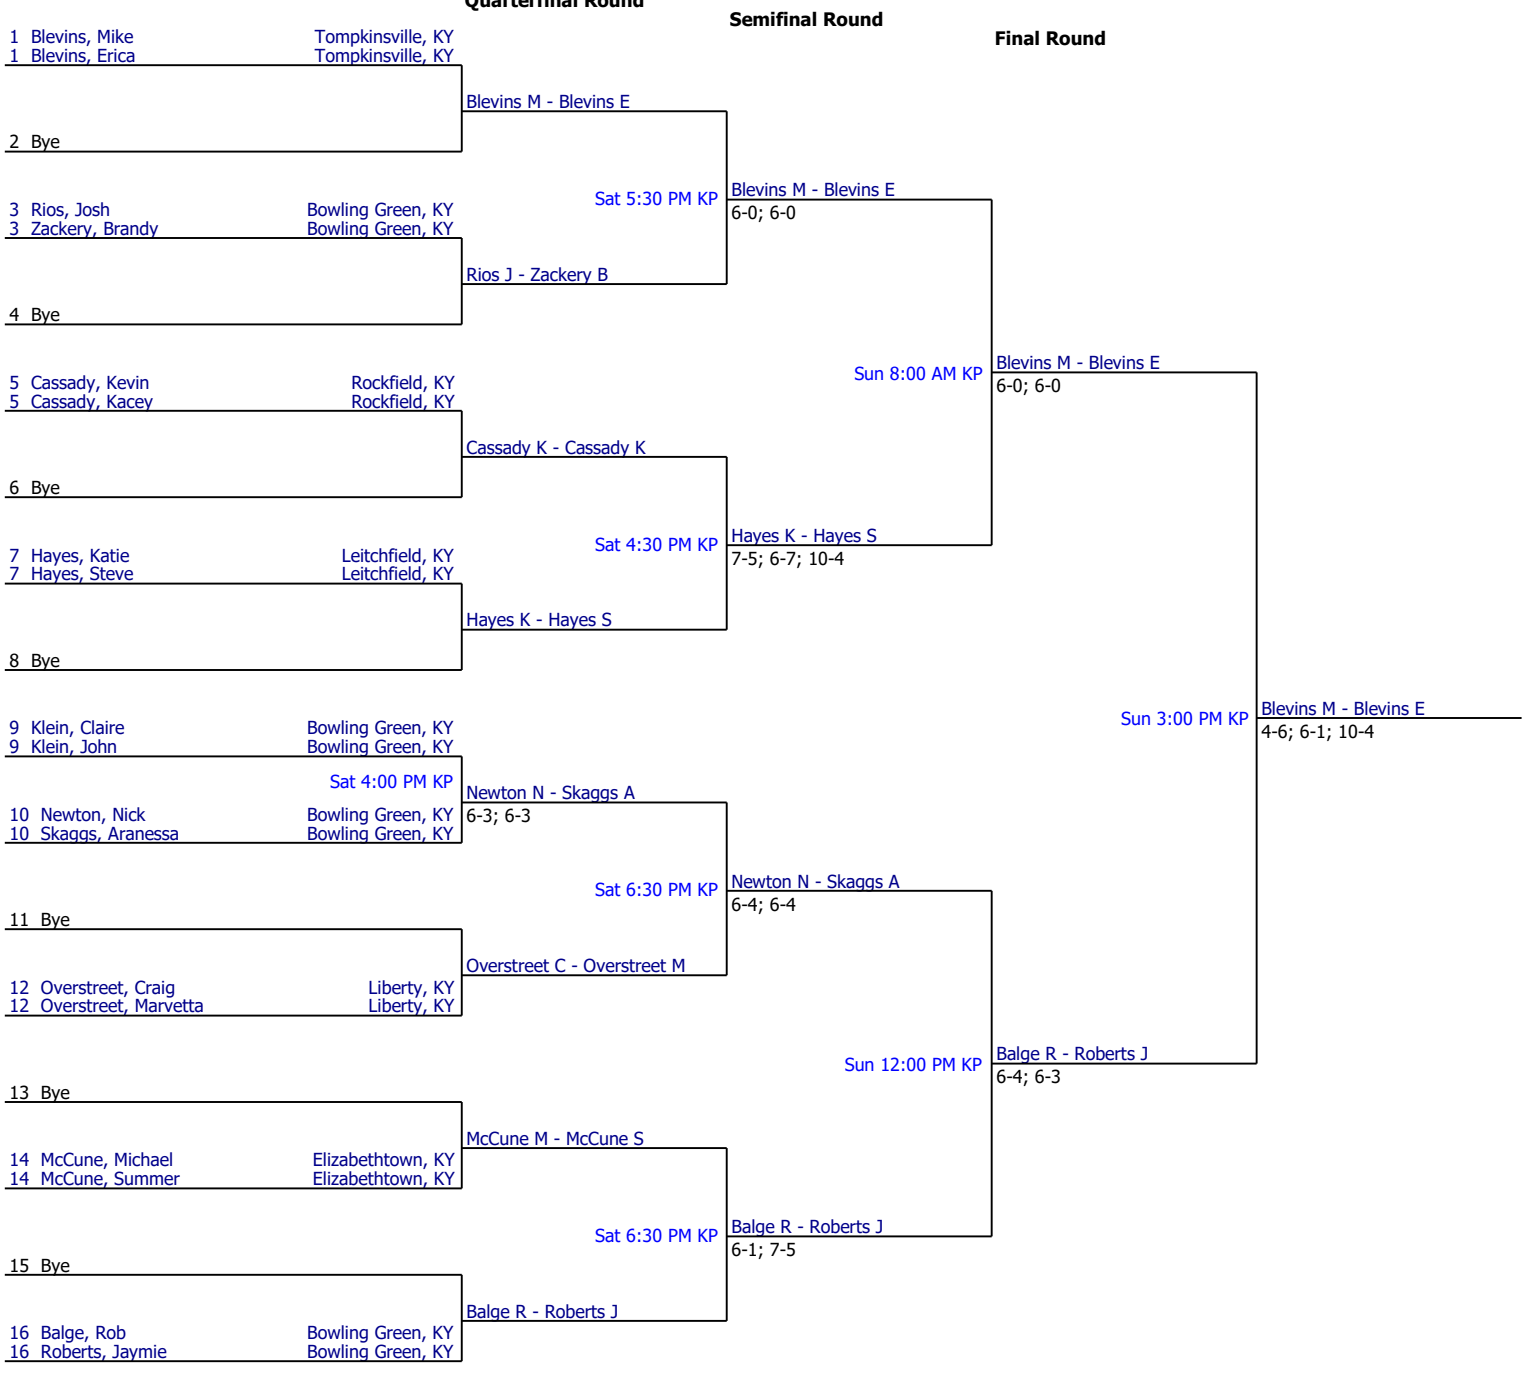 Quarterfinal Round
Semifinal Round
Final Round
1 Blevins, Mike Tompkinsville, KY
1 Blevins, Erica Tompkinsville, KY
Blevins M - Blevins E
2 Bye
Sat 5:30 PM KP
Blevins M - Blevins E
6-0; 6-0
3 Rios, Josh Bowling Green, KY
3 Zackery, Brandy Bowling Green, KY
Rios J - Zackery B
4 Bye
Sun 8:00 AM KP
Blevins M - Blevins E
6-0; 6-0
5 Cassady, Kevin Rockfield, KY
5 Cassady, Kacey Rockfield, KY
Cassady K - Cassady K
6 Bye
Sat 4:30 PM KP
Hayes K - Hayes S
7-5; 6-7; 10-4
7 Hayes, Katie Leitchfield, KY
7 Hayes, Steve Leitchfield, KY
Hayes K - Hayes S
8 Bye
Sun 3:00 PM KP
Blevins M - Blevins E
4-6; 6-1; 10-4
9 Klein, Claire Bowling Green, KY
9 Klein, John Bowling Green, KY
Sat 4:00 PM KP
Newton N - Skaggs A
6-3; 6-3
10 Newton, Nick Bowling Green, KY
10 Skaggs, Aranessa Bowling Green, KY
Sat 6:30 PM KP
Newton N - Skaggs A
6-4; 6-4
11 Bye
Overstreet C - Overstreet M
12 Overstreet, Craig Liberty, KY
12 Overstreet, Marvetta Liberty, KY
Sun 12:00 PM KP
Balge R - Roberts J
6-4; 6-3
13 Bye
McCune M - McCune S
14 McCune, Michael Elizabethtown, KY
14 McCune, Summer Elizabethtown, KY
Sat 6:30 PM KP
Balge R - Roberts J
6-1; 7-5
15 Bye
Balge R - Roberts J
16 Balge, Rob Bowling Green, KY
16 Roberts, Jaymie Bowling Green, KY